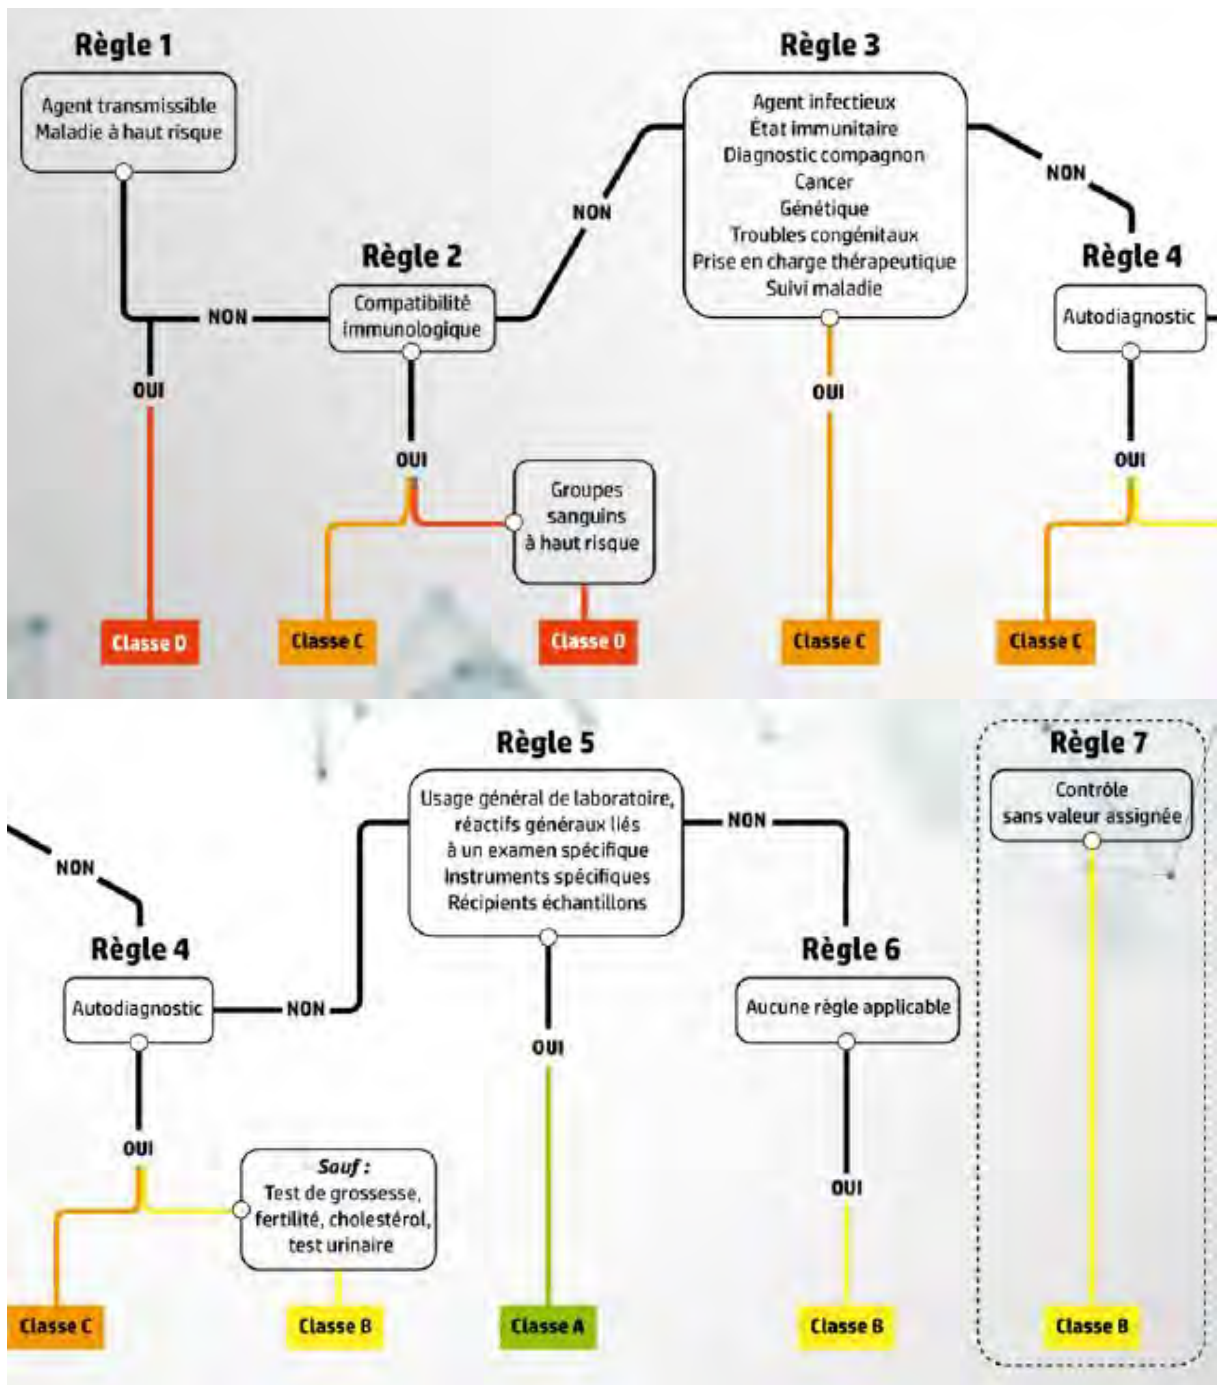 Règle 1
Agent transmissible
Maladie à haut risque
NON
OUI
Classe D
Règle 2
Compatibilité
immunologique
NON
OUI
Groupes
sanguins
à haut risque
Classe C
Classe D
Règle 3
Agent infectieux
État immunitaire
Diagnostic compagnon
Cancer
Génétique
Troubles congénitaux
Prise en charge thérapeutique
Suivi maladie
NON
OUI
Classe C
Règle 4
Autodiagnostic
OUI
Classe C
NON
Règle 4
Autodiagnostic
NON
OUI
Sauf :
Test de grossesse,
fertilité, cholestérol,
test urinaire
Classe C
Classe B
Règle 5
Usage général de laboratoire,
réactifs généraux liés
à un examen spécifique
Instruments spécifiques
Récipients échantillons
NON
OUI
Classe A
Règle 6
Aucune règle applicable
OUI
Classe B
Règle 7
Contrôle
sans valeur assignée
Classe B